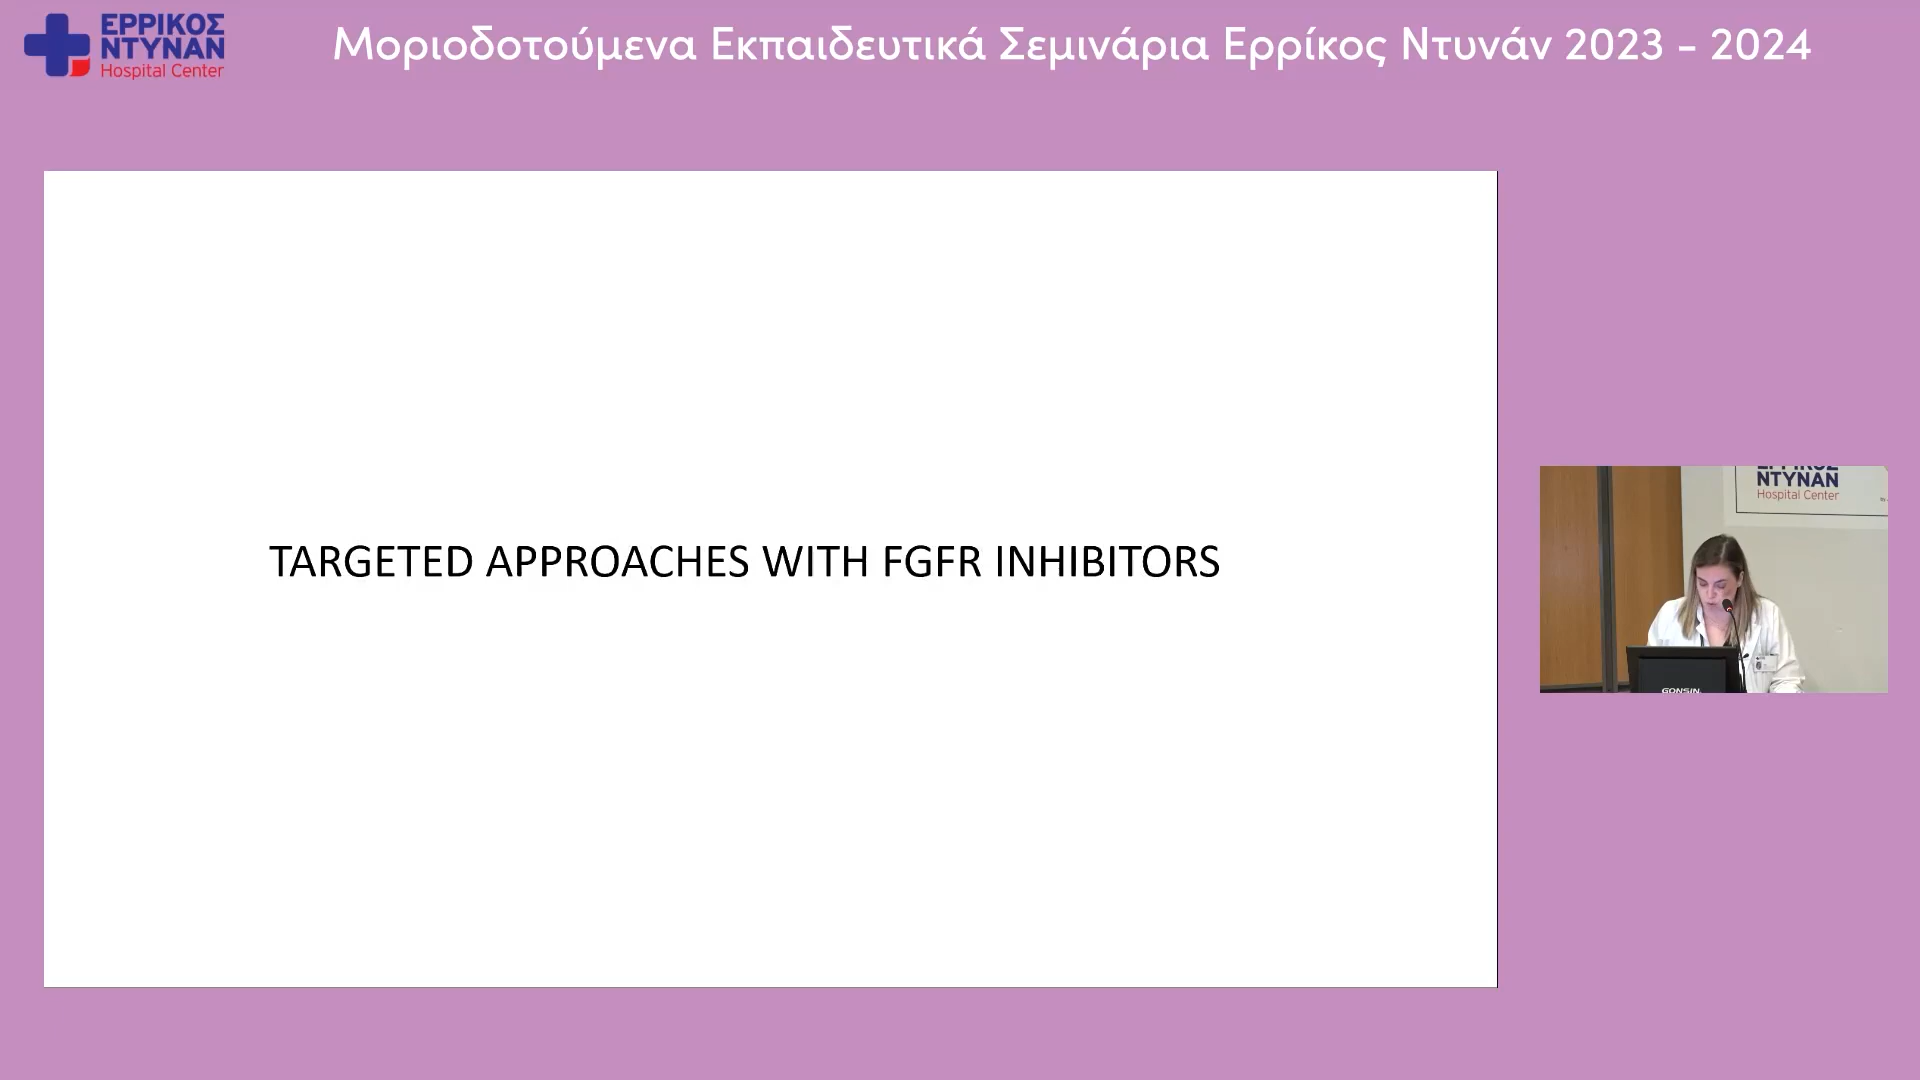 ΕΡΡΙΚΟΣ
ΝΤΥΝΑΝ
Hospital Center
Μοριοδοτούμενα Εκπαιδευτικά Σεμινάρια Ερρίκος Ντυνάν 2023 - 2024
TARGETED APPROACHES WITH FGFR INHIBITORS
ΕΡΡΙΚΟΣ
ΝΤΥΝΑΝ
Hospital Center
GONSIN